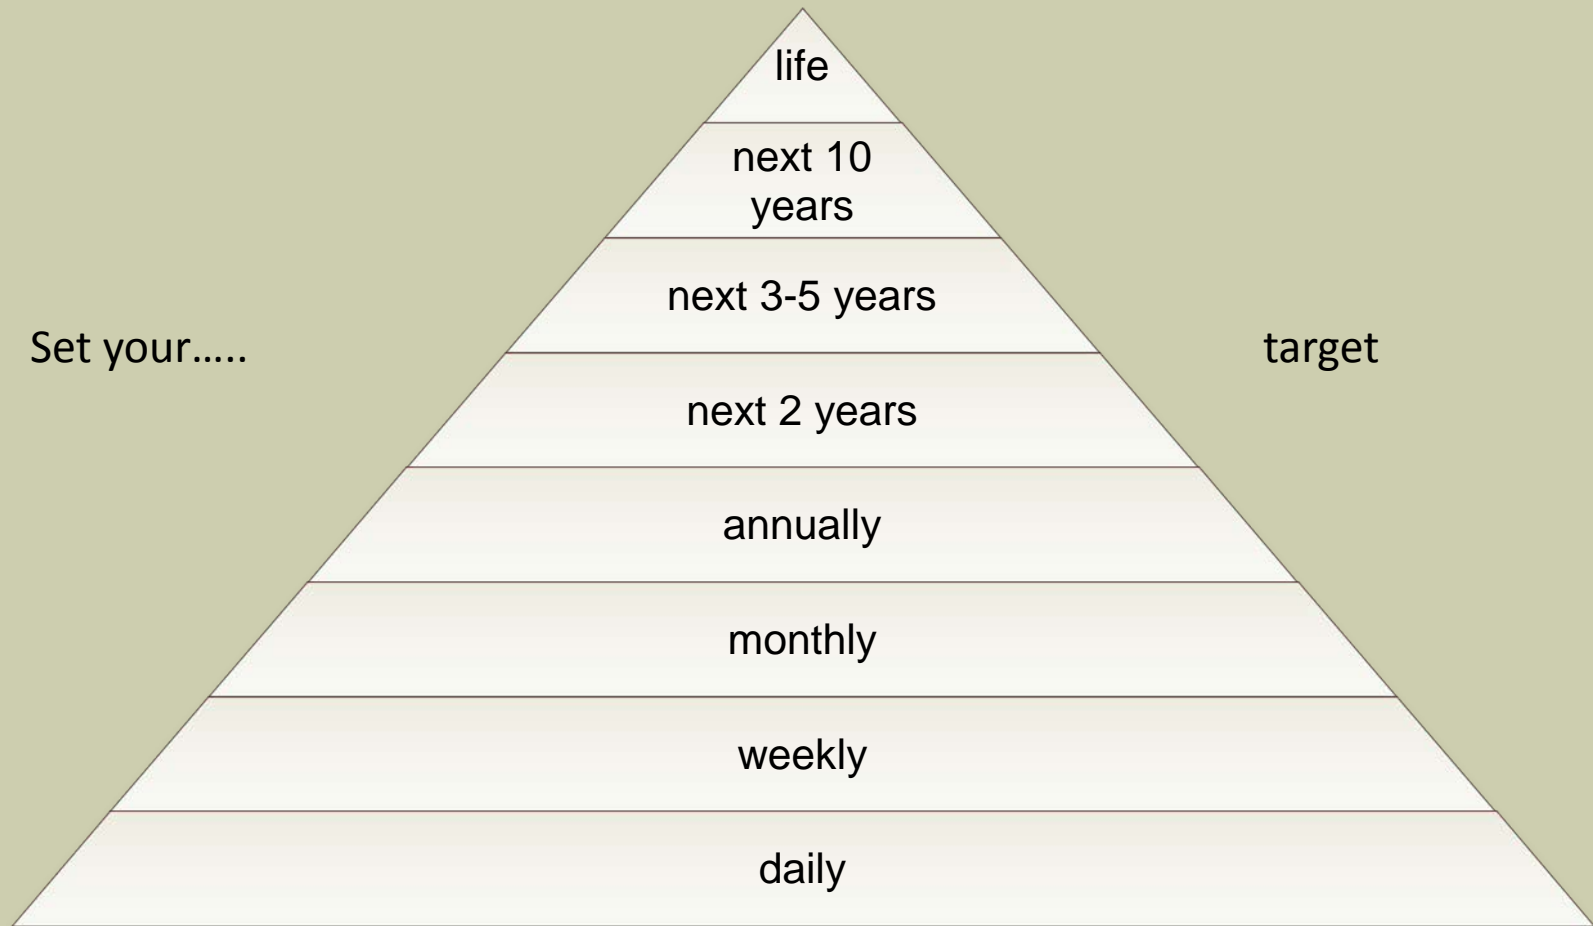 life
next 10
years
next 3-5 years
Set your…..
target
next 2 years
annually
monthly
weekly
daily